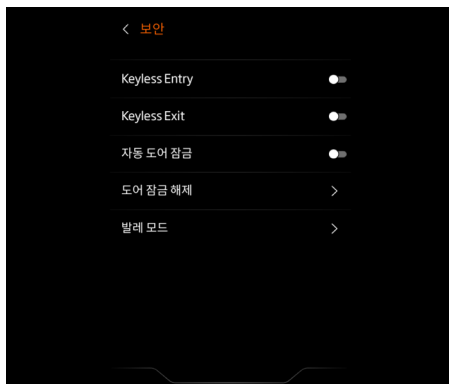 보안
Keyless Entry
Keyless Exit
자동 도어 잠금
도어 잠금 해제
발레 모드